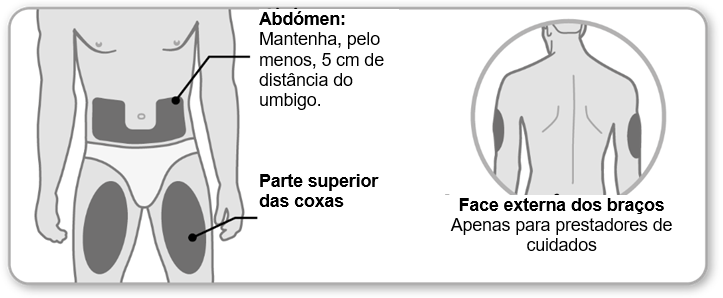 Abdómen:
Mantenha, pelo
menos, 5 cm de
distância do
umbigo.
Parte superior
das coxas
Face externa dos braços
Apenas para prestadores de
cuidados